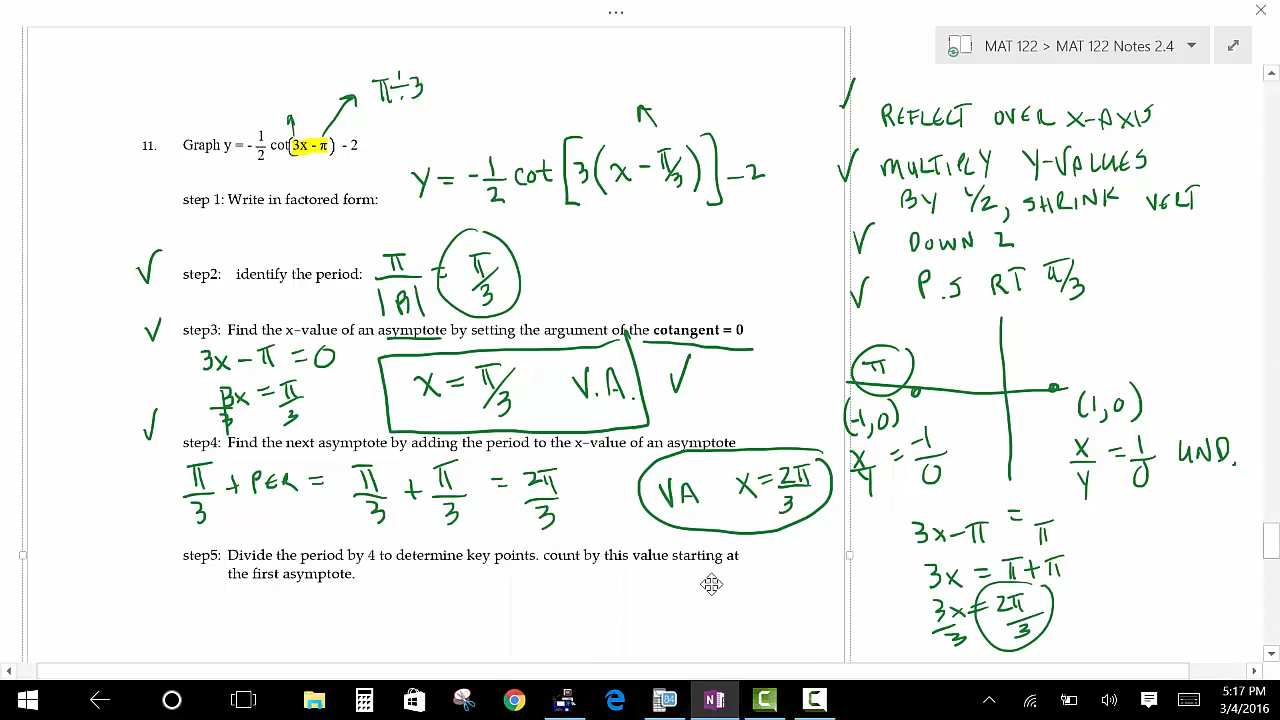 ...
MAT 122 > MAT 122 Notes 2.4
π ÷ 3
11. Graph y = - 1/2 cot(3x - π) - 2
y = -1/2 cot [3(x - π/3)] - 2
step 1: Write in factored form:
step2: identify the period: π/|B| = π/3
step3: Find the x-value of an asymptote by setting the argument of the cotangent = 0
3x - π = 0
3x/3 = π/3
x = π/3 V.A.
step4: Find the next asymptote by adding the period to the x-value of an asymptote
π/3 + PER = π/3 + π/3 = 2π/3
VA x = 2π/3
step5: Divide the period by 4 to determine key points. count by this value starting at
the first asymptote.
✓ REFLECT OVER X-AXIS
✓ MULTIPLY Y-VALUES
BY 1/2, SHRINK VERT
✓ DOWN 2
✓ P.S RT π/3
π
(-1,0) (1,0)
x/y = -1/0 x/y = 1/0 UND.
3x - π = π
3x = π + π
3x/3 = 2π/3
5:17 PM
3/4/2016